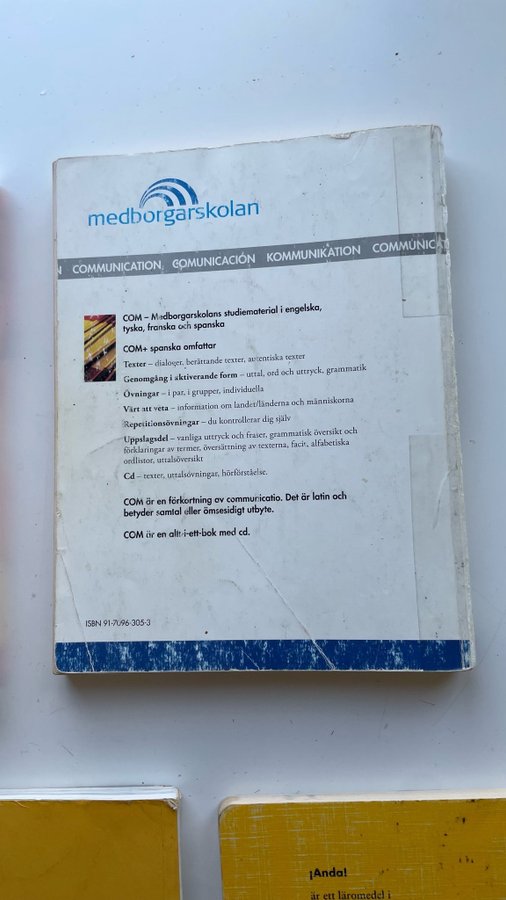 medborgarskolan
N COMMUNICATION COMUNICACIÓN KOMMUNIKATION COMMUNICAT
COM – Medborgarskolans studiematerial i engelska,
tyska, franska och spanska
COM+ spanska omfattar
Texter – dialoger, berättande texter, autentiska texter
Genomgång i aktiverande form – uttal, ord och uttryck, grammatik
Övningar – i par, i grupper, individuella
Värt att veta – information om landet/länderna och människorna
Repetitionsövningar – du kontrollerar dig själv
Uppslagsdel – vanliga uttryck och fraser, grammatisk översikt och
förklaringar av termer, översättning av texterna, facit, alfabetiska
ordlistor, uttalsöversikt
Cd – texter, uttalsövningar, hörförståelse.
COM är en förkortning av communicatio. Det är latin och
betyder samtal eller ömsesidigt utbyte.
COM är en allt-i-ett-bok med cd.
ISBN 91-7096-305-3
¡Anda!
är ett läromedel i